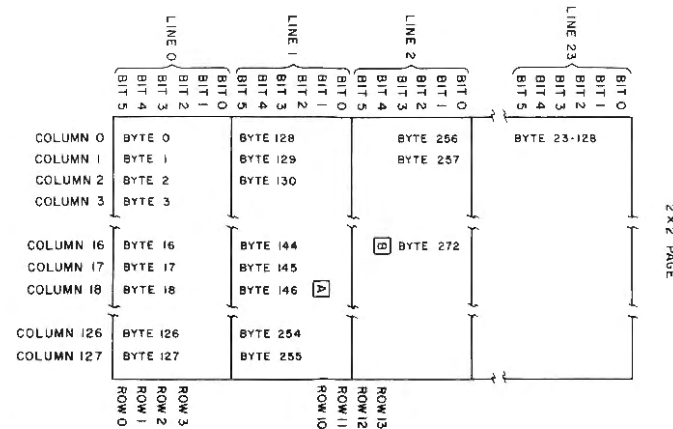 LINE 0 LINE 1 LINE 2 LINE 23
BIT 5 BIT 4 BIT 3 BIT 2 BIT 1 BIT 0 BIT 5 BIT 4 BIT 3 BIT 2 BIT 1 BIT 0 BIT 5 BIT 4 BIT 3 BIT 2 BIT 1 BIT 0 BIT 5 BIT 4 BIT 3 BIT 2 BIT 1 BIT 0
COLUMN 0 BYTE 0 BYTE 128 BYTE 256 BYTE 23·128
COLUMN 1 BYTE 1 BYTE 129 BYTE 257
COLUMN 2 BYTE 2 BYTE 130
COLUMN 3 BYTE 3
COLUMN 16 BYTE 16 BYTE 144 B BYTE 272
COLUMN 17 BYTE 17 BYTE 145
COLUMN 18 BYTE 18 BYTE 146 A
COLUMN 126 BYTE 126 BYTE 254
COLUMN 127 BYTE 127 BYTE 255
ROW 0 ROW 1 ROW 2 ROW 3 ROW 10 ROW 11 ROW 12 ROW 13
2 X 2 PAGE